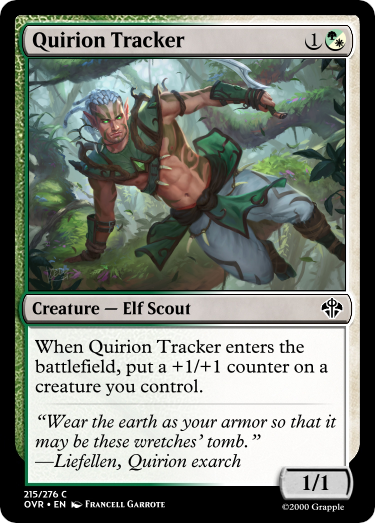 Quirion Tracker 1
Creature — Elf Scout
When Quirion Tracker enters the
battlefield, put a +1/+1 counter on a
creature you control.
“Wear the earth as your armor so that it
may be these wretches’ tomb.”
—Liefellen, Quirion exarch
1/1
215/276 C
OVR • EN Francell Garrote
©2000 Grapple